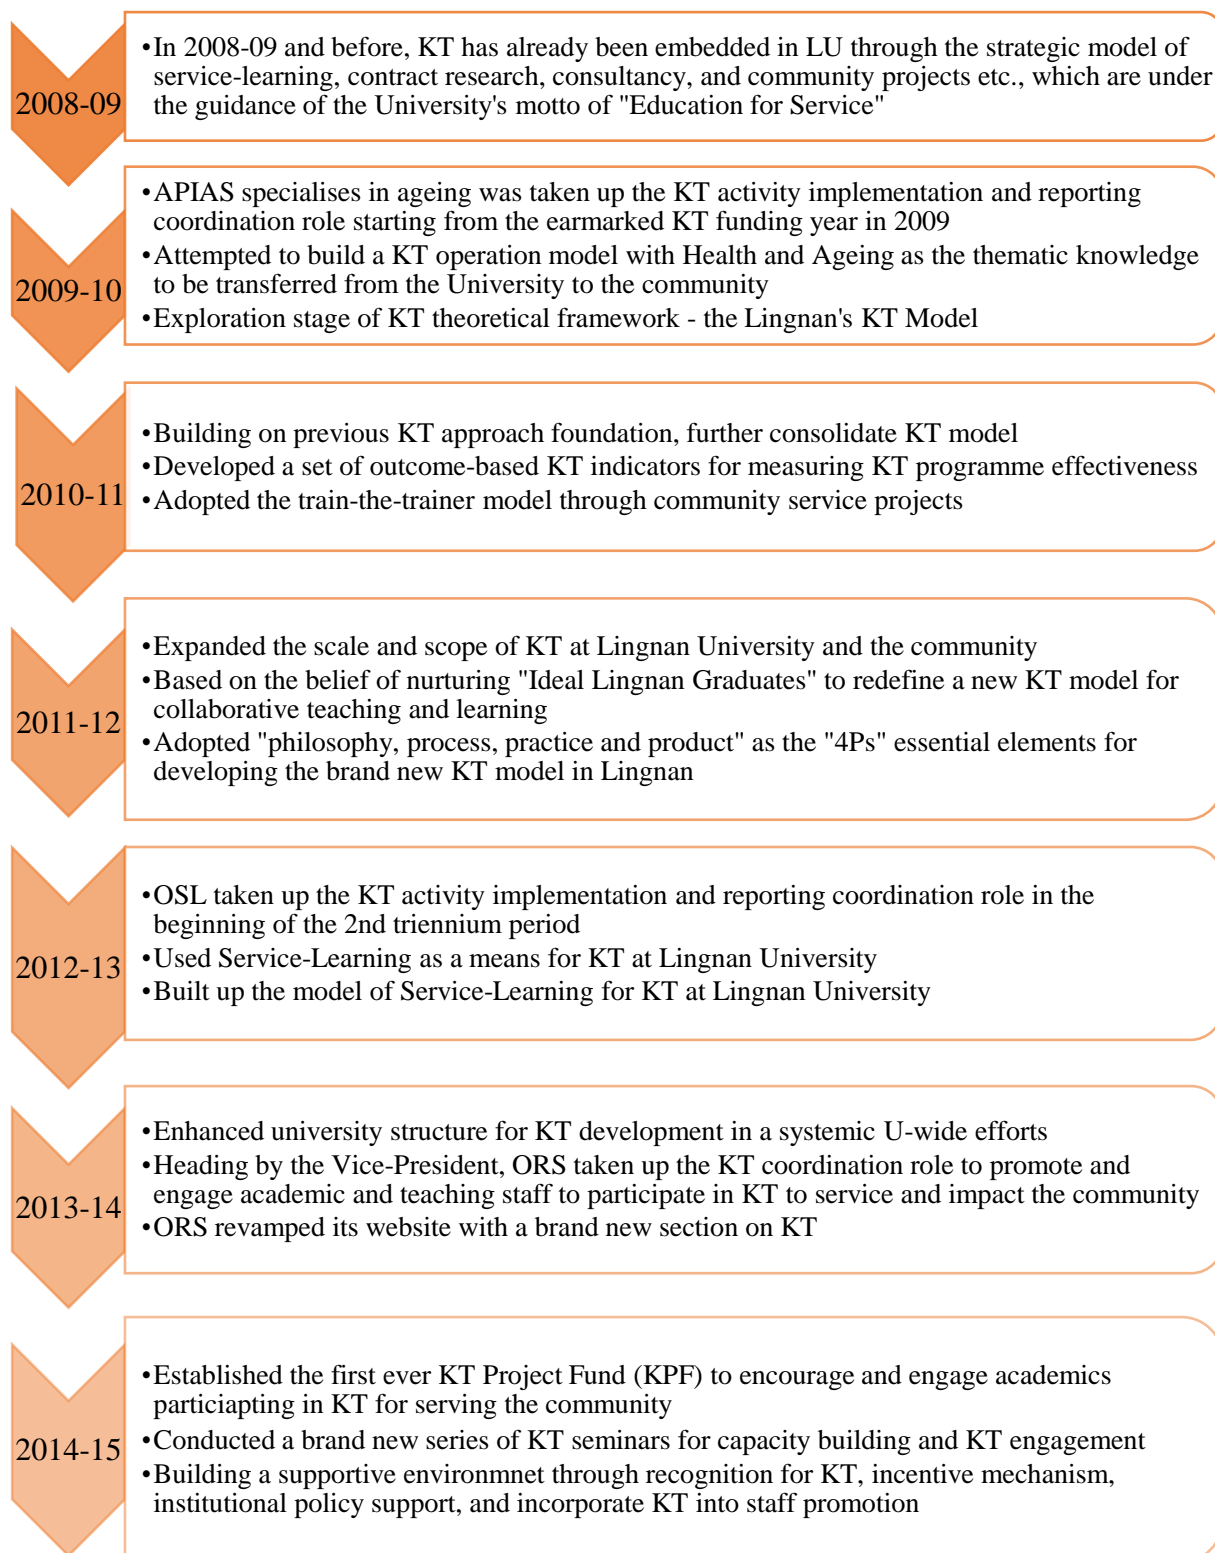 2008-09
•In 2008-09 and before, KT has already been embedded in LU through the strategic model of
service-learning, contract research, consultancy, and community projects etc., which are under
the guidance of the University's motto of "Education for Service"
2009-10
•APIAS specialises in ageing was taken up the KT activity implementation and reporting
coordination role starting from the earmarked KT funding year in 2009
•Attempted to build a KT operation model with Health and Ageing as the thematic knowledge
to be transferred from the University to the community
•Exploration stage of KT theoretical framework - the Lingnan's KT Model
2010-11
•Building on previous KT approach foundation, further consolidate KT model
•Developed a set of outcome-based KT indicators for measuring KT programme effectiveness
•Adopted the train-the-trainer model through community service projects
2011-12
•Expanded the scale and scope of KT at Lingnan University and the community
•Based on the belief of nurturing "Ideal Lingnan Graduates" to redefine a new KT model for
collaborative teaching and learning
•Adopted "philosophy, process, practice and product" as the "4Ps" essential elements for
developing the brand new KT model in Lingnan
2012-13
•OSL taken up the KT activity implementation and reporting coordination role in the
beginning of the 2nd triennium period
•Used Service-Learning as a means for KT at Lingnan University
•Built up the model of Service-Learning for KT at Lingnan University
2013-14
•Enhanced university structure for KT development in a systemic U-wide efforts
•Heading by the Vice-President, ORS taken up the KT coordination role to promote and
engage academic and teaching staff to participate in KT to service and impact the community
•ORS revamped its website with a brand new section on KT
2014-15
•Established the first ever KT Project Fund (KPF) to encourage and engage academics
particiapting in KT for serving the community
•Conducted a brand new series of KT seminars for capacity building and KT engagement
•Building a supportive environmnet through recognition for KT, incentive mechanism,
institutional policy support, and incorporate KT into staff promotion